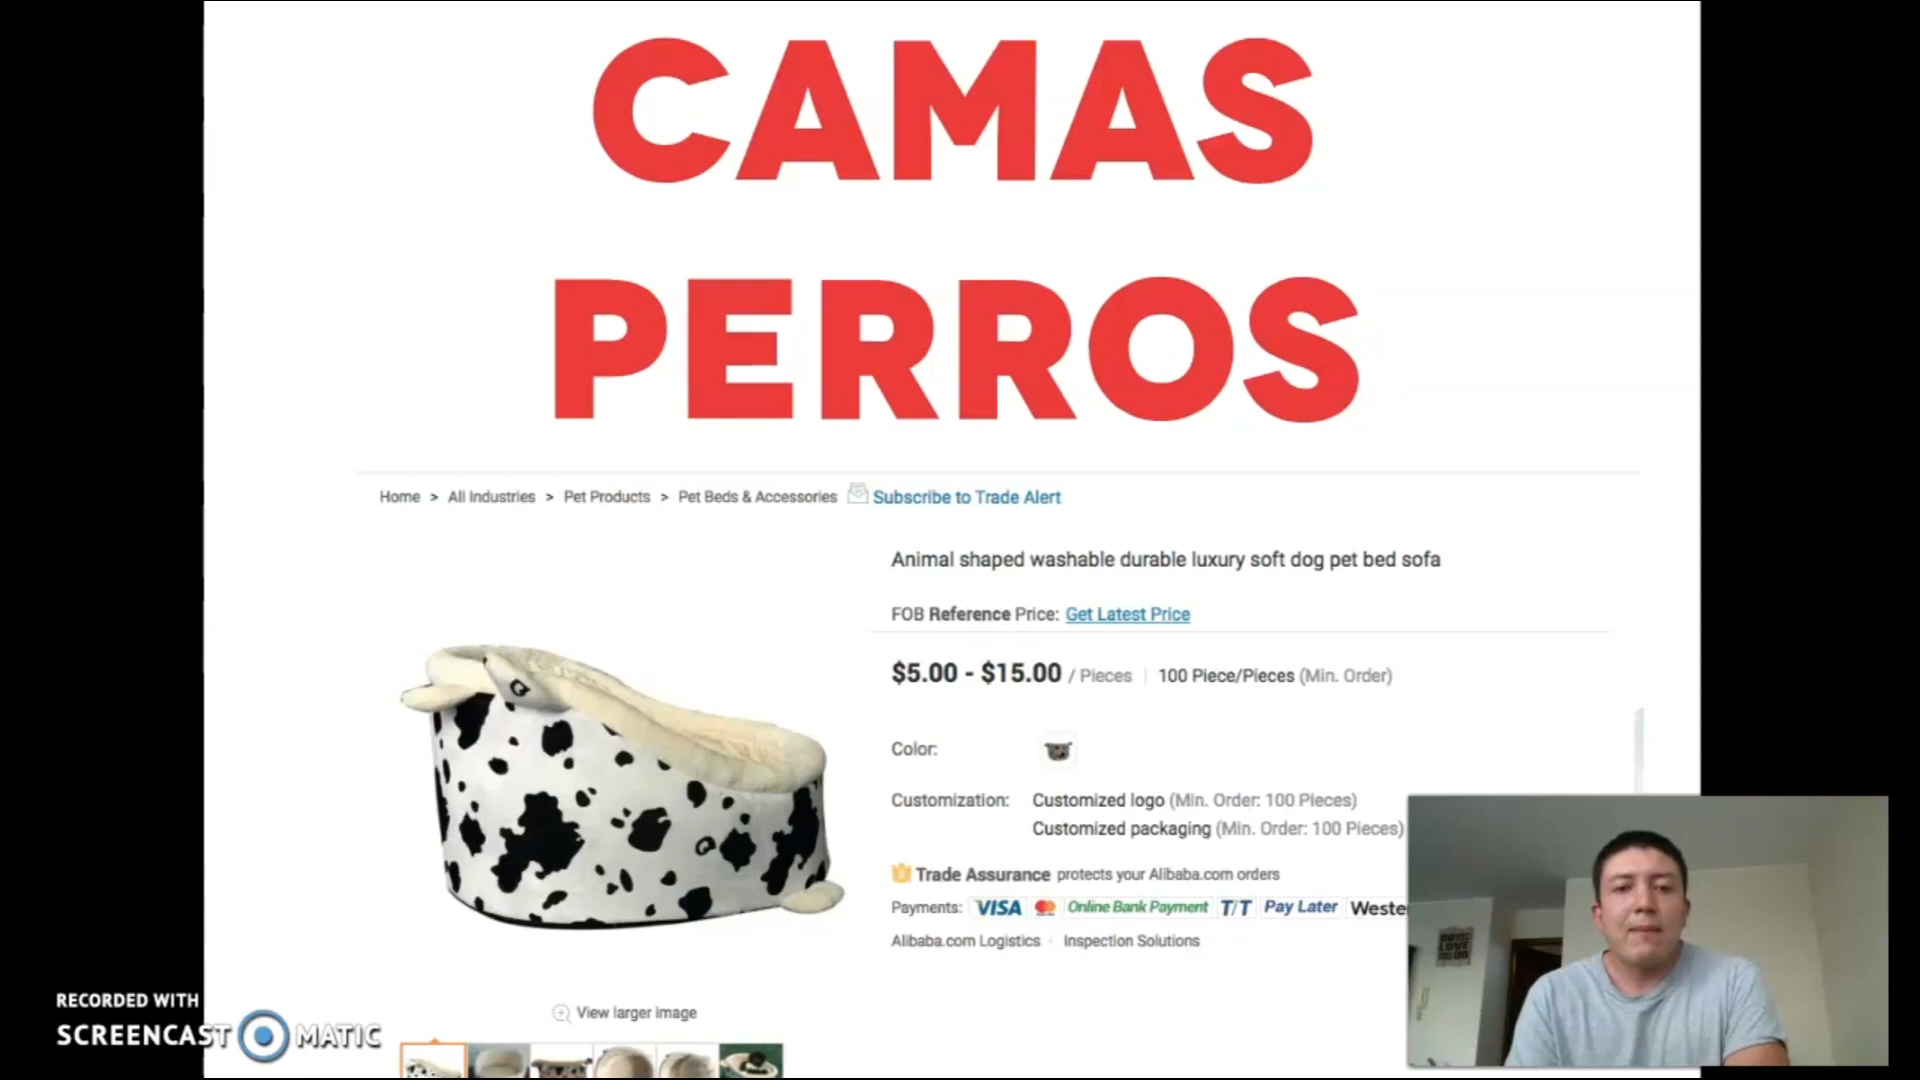 CAMAS
PERROS
Home > All Industries > Pet Products > Pet Beds & Accessories Subscribe to Trade Alert
Animal shaped washable durable luxury soft dog pet bed sofa
FOB Reference Price: Get Latest Price
$5.00 - $15.00 / Pieces | 100 Piece/Pieces (Min. Order)
Color:
Customization: Customized logo (Min. Order: 100 Pieces)
Customized packaging (Min. Order: 100 Pieces)
Trade Assurance protects your Alibaba.com orders
Payments: VISA Online Bank Payment T/T Pay Later Weste
Alibaba.com Logistics · Inspection Solutions
View larger image
RECORDED WITH
SCREENCAST MATIC